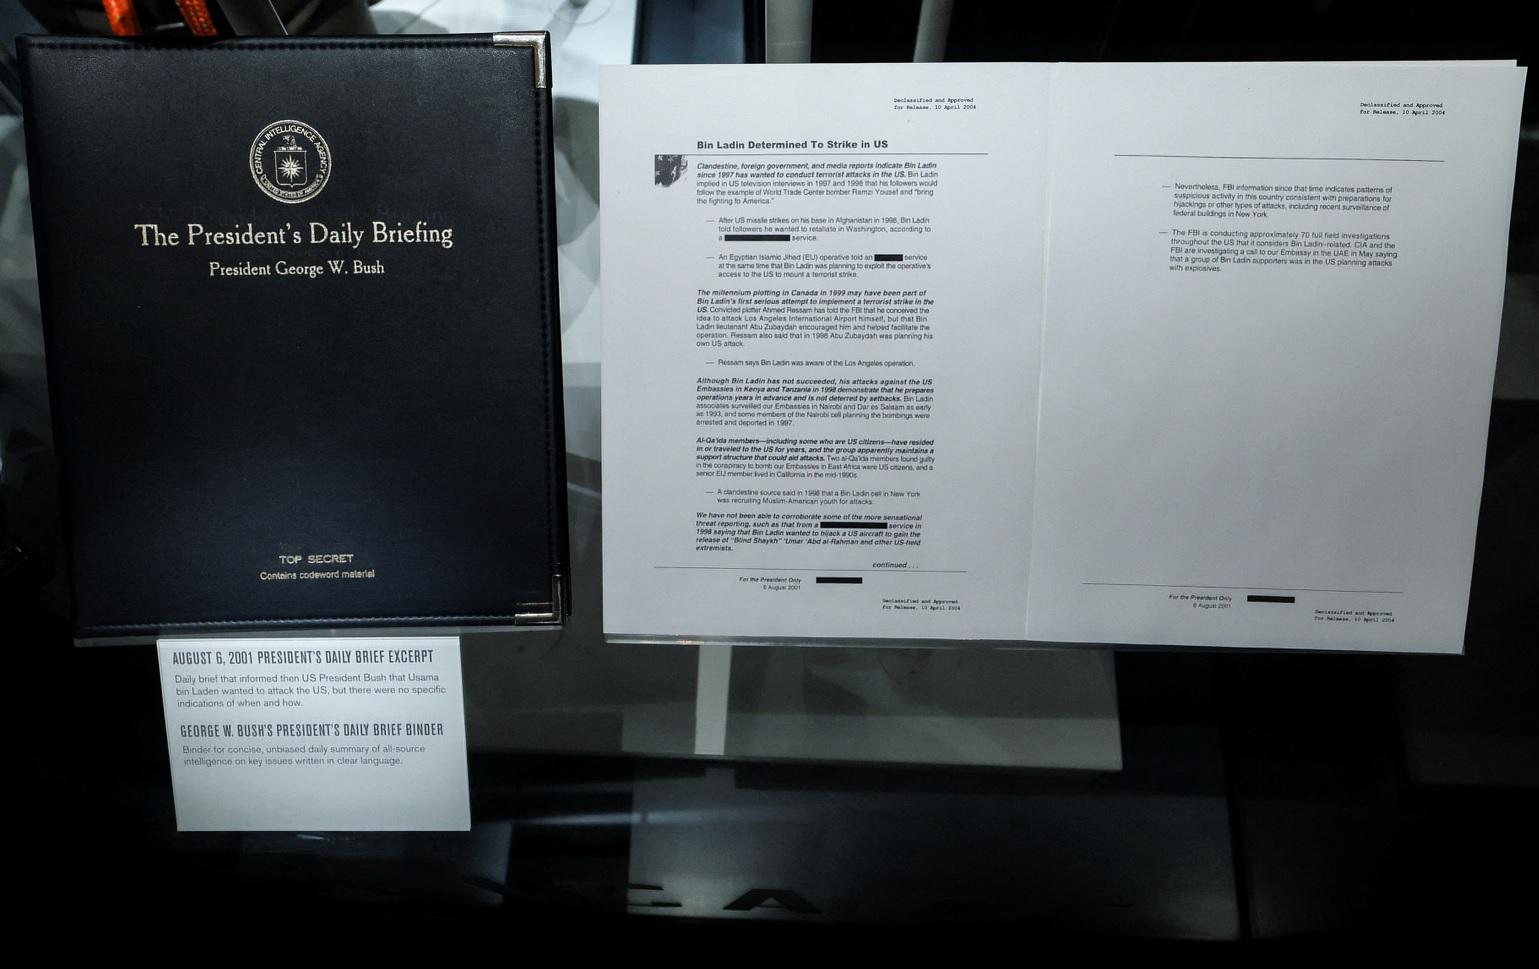 CENTRAL INTELLIGENCE AGENCY
UNITED STATES OF AMERICA
The President's Daily Briefing
President George W. Bush
TOP SECRET
Contains codeword material
AUGUST 6, 2001 PRESIDENT'S DAILY BRIEF EXCERPT
Daily brief that informed then US President Bush that Usama
bin Laden wanted to attack the US, but there were no specific
indications of when and how.
GEORGE W. BUSH'S PRESIDENT'S DAILY BRIEF BINDER
Binder for concise, unbiased daily summary of all-source
intelligence on key issues written in clear language.
Declassified and Approved
for Release, 10 April 2004
Bin Ladin Determined To Strike in US
Clandestine, foreign government, and media reports indicate Bin Ladin
since 1997 has wanted to conduct terrorist attacks in the US. Bin Ladin
implied in US television interviews in 1997 and 1998 that his followers would
follow the example of World Trade Center bomber Ramzi Yousef and "bring
the fighting to America."
— After US missile strikes on his base in Afghanistan in 1998, Bin Ladin
told followers he wanted to retaliate in Washington, according to
a service.
— An Egyptian Islamic Jihad (EIJ) operative told an service
at the same time that Bin Ladin was planning to exploit the operative's
access to the US to mount a terrorist strike.
The millennium plotting in Canada in 1999 may have been part of
Bin Ladin's first serious attempt to implement a terrorist strike in the
US. Convicted plotter Ahmed Ressam has told the FBI that he conceived the
idea to attack Los Angeles International Airport himself, but that Bin
Ladin lieutenant Abu Zubaydah encouraged him and helped facilitate the
operation. Ressam also said that in 1998 Abu Zubaydah was planning his
own US attack.
— Ressam says Bin Ladin was aware of the Los Angeles operation.
Although Bin Ladin has not succeeded, his attacks against the US
Embassies in Kenya and Tanzania in 1998 demonstrate that he prepares
operations years in advance and is not deterred by setbacks. Bin Ladin
associates surveilled our Embassies in Nairobi and Dar es Salaam as early
as 1993, and some members of the Nairobi cell planning the bombings were
arrested and deported in 1997.
Al-Qa'ida members—including some who are US citizens—have resided
in or traveled to the US for years, and the group apparently maintains a
support structure that could aid attacks. Two al-Qa'ida members found guilty
in the conspiracy to bomb our Embassies in East Africa were US citizens, and a
senior EIJ member lived in California in the mid-1990s.
— A clandestine source said in 1998 that a Bin Ladin cell in New York
was recruiting Muslim-American youth for attacks.
We have not been able to corroborate some of the more sensational
threat reporting, such as that from a service in
1998 saying that Bin Ladin wanted to hijack a US aircraft to gain the
release of "Blind Shaykh" 'Umar 'Abd al-Rahman and other US-held
extremists.
continued . . .
For the President Only
6 August 2001
Declassified and Approved
for Release, 10 April 2004
Declassified and Approved
for Release, 10 April 2004
— Nevertheless, FBI information since that time indicates patterns of
suspicious activity in this country consistent with preparations for
hijackings or other types of attacks, including recent surveillance of
federal buildings in New York.
— The FBI is conducting approximately 70 full field investigations
throughout the US that it considers Bin Ladin-related. CIA and the
FBI are investigating a call to our Embassy in the UAE in May saying
that a group of Bin Ladin supporters was in the US planning attacks
with explosives.
For the President Only
6 August 2001
Declassified and Approved
for Release, 10 April 2004